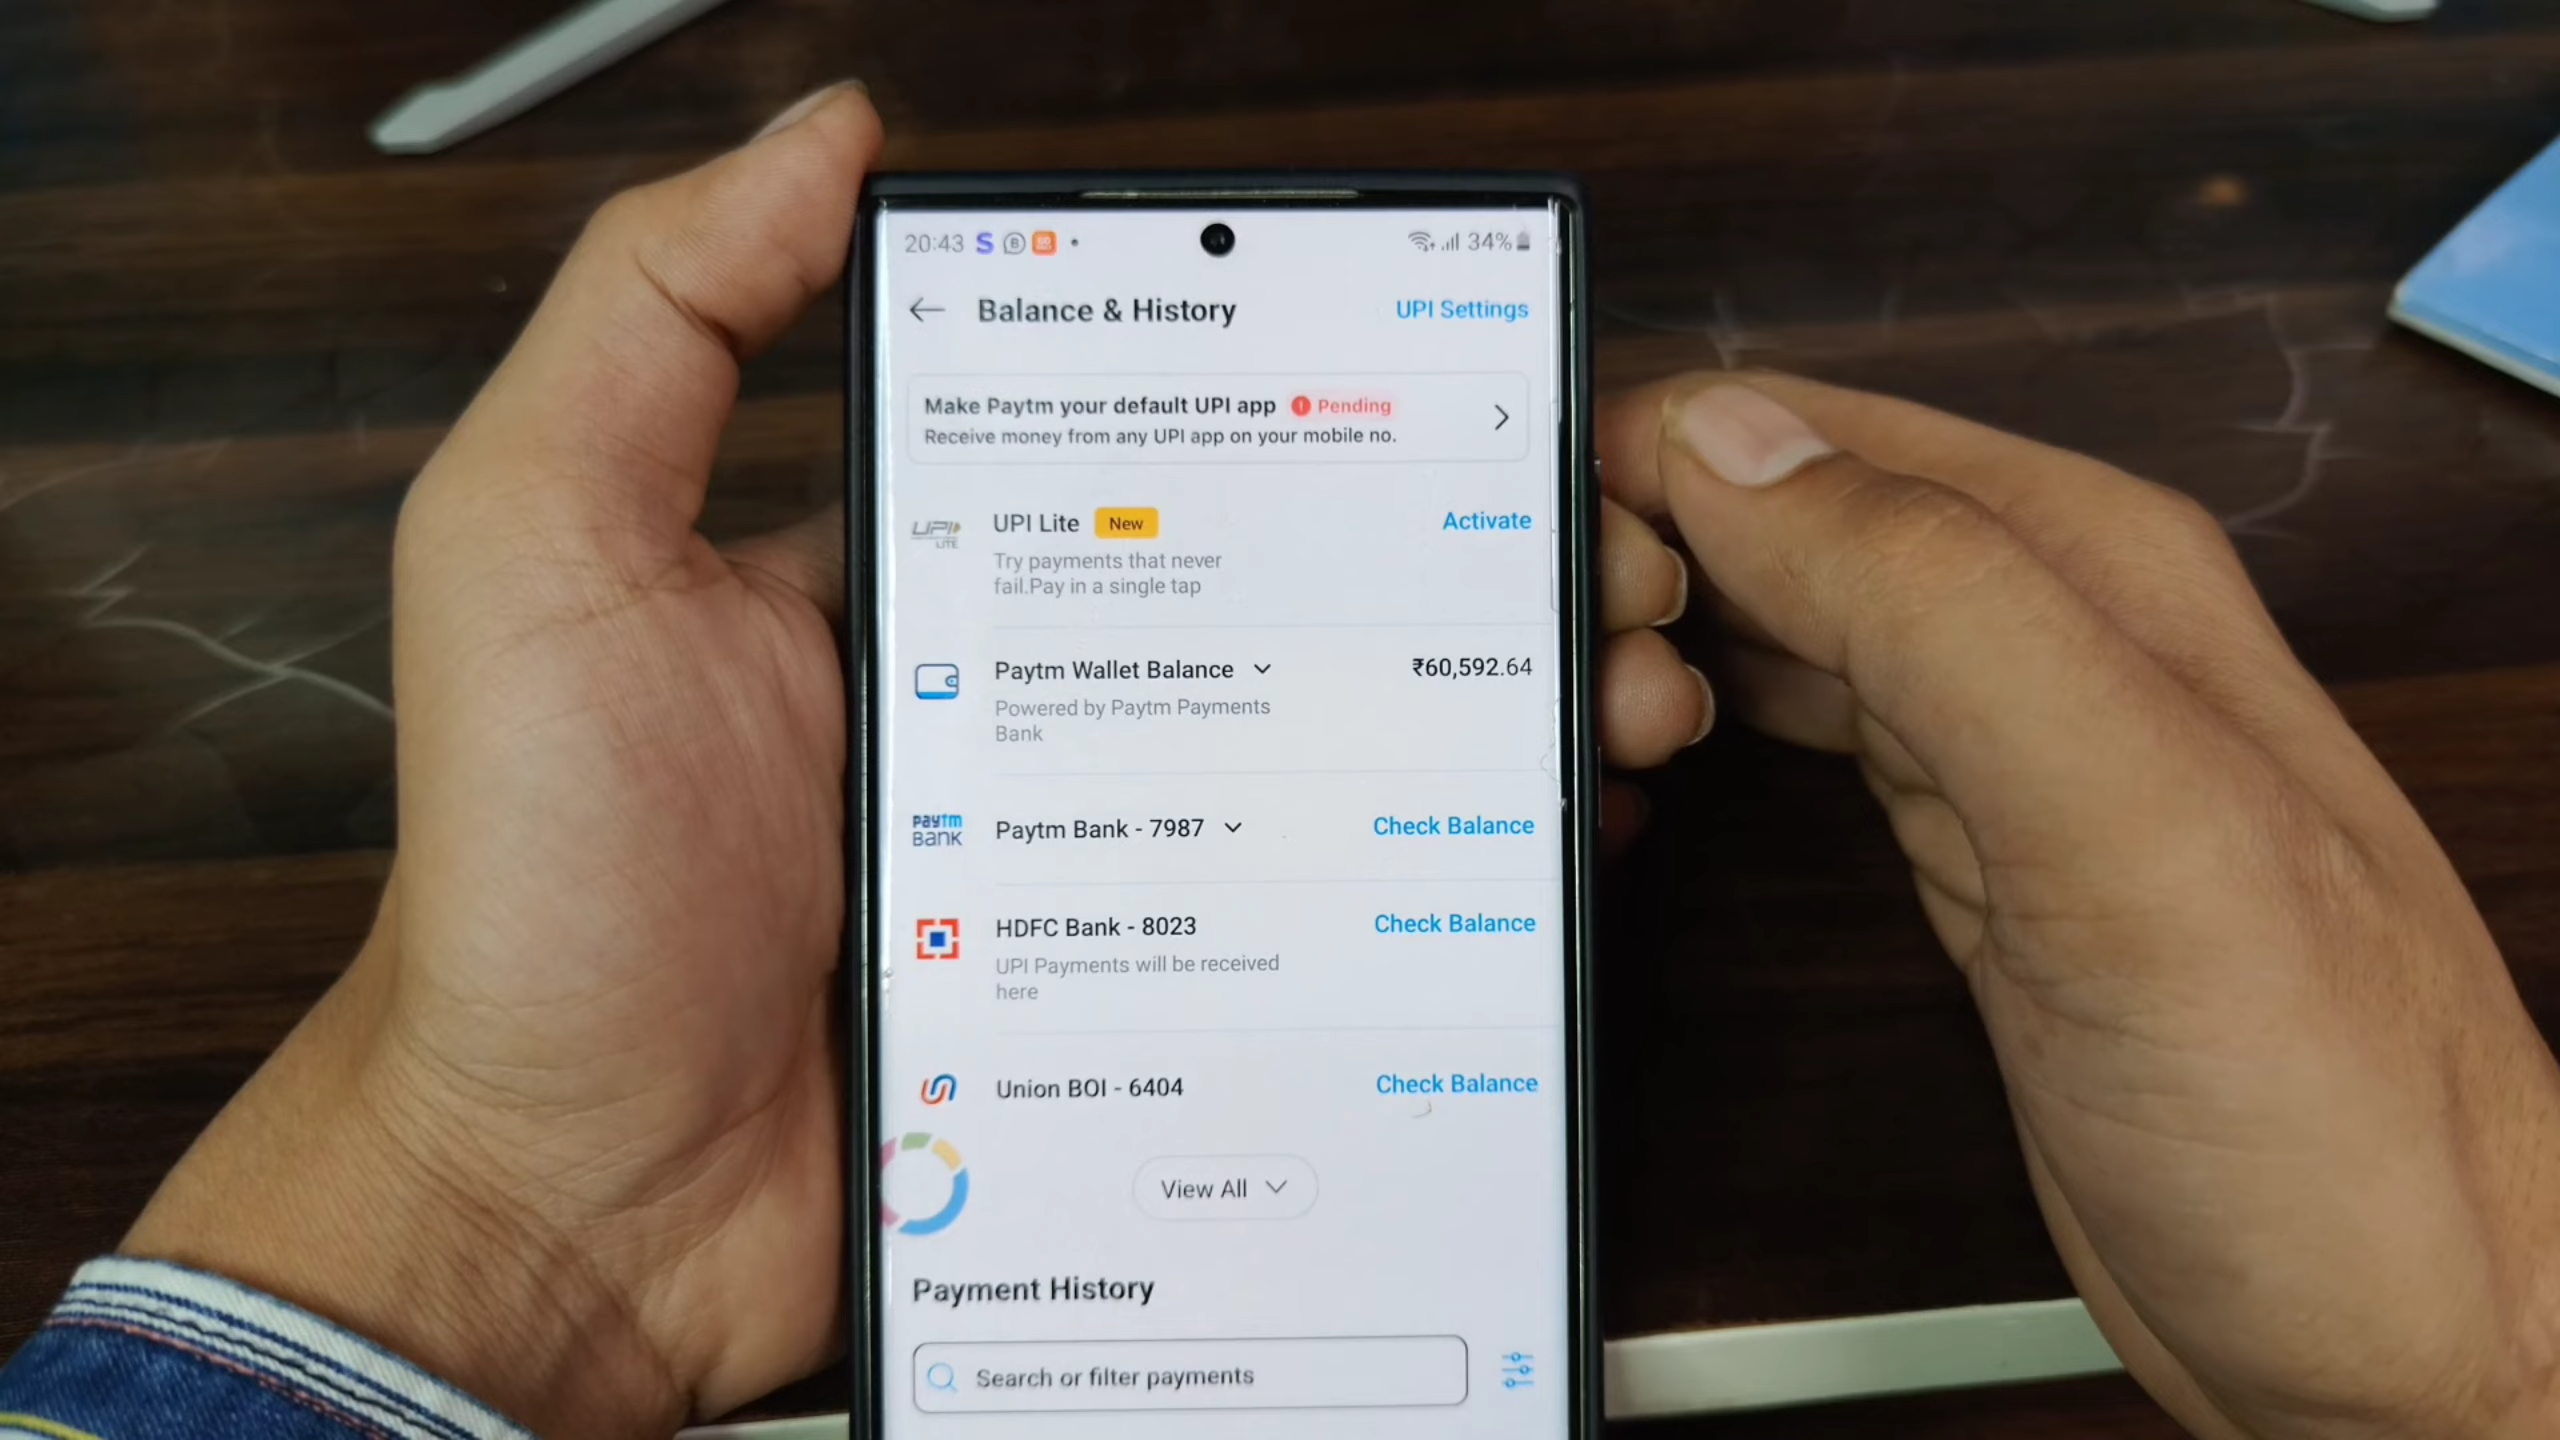 20:43 S B 34%
Balance & History UPI Settings
Make Paytm your default UPI app ! Pending
Receive money from any UPI app on your mobile no.
UPI LITE
UPI Lite New Activate
Try payments that never
fail.Pay in a single tap
Paytm Wallet Balance ₹60,592.64
Powered by Paytm Payments
Bank
paytm BANK
Paytm Bank - 7987 Check Balance
HDFC Bank - 8023 Check Balance
UPI Payments will be received
here
Union BOI - 6404 Check Balance
View All
Payment History
Search or filter payments